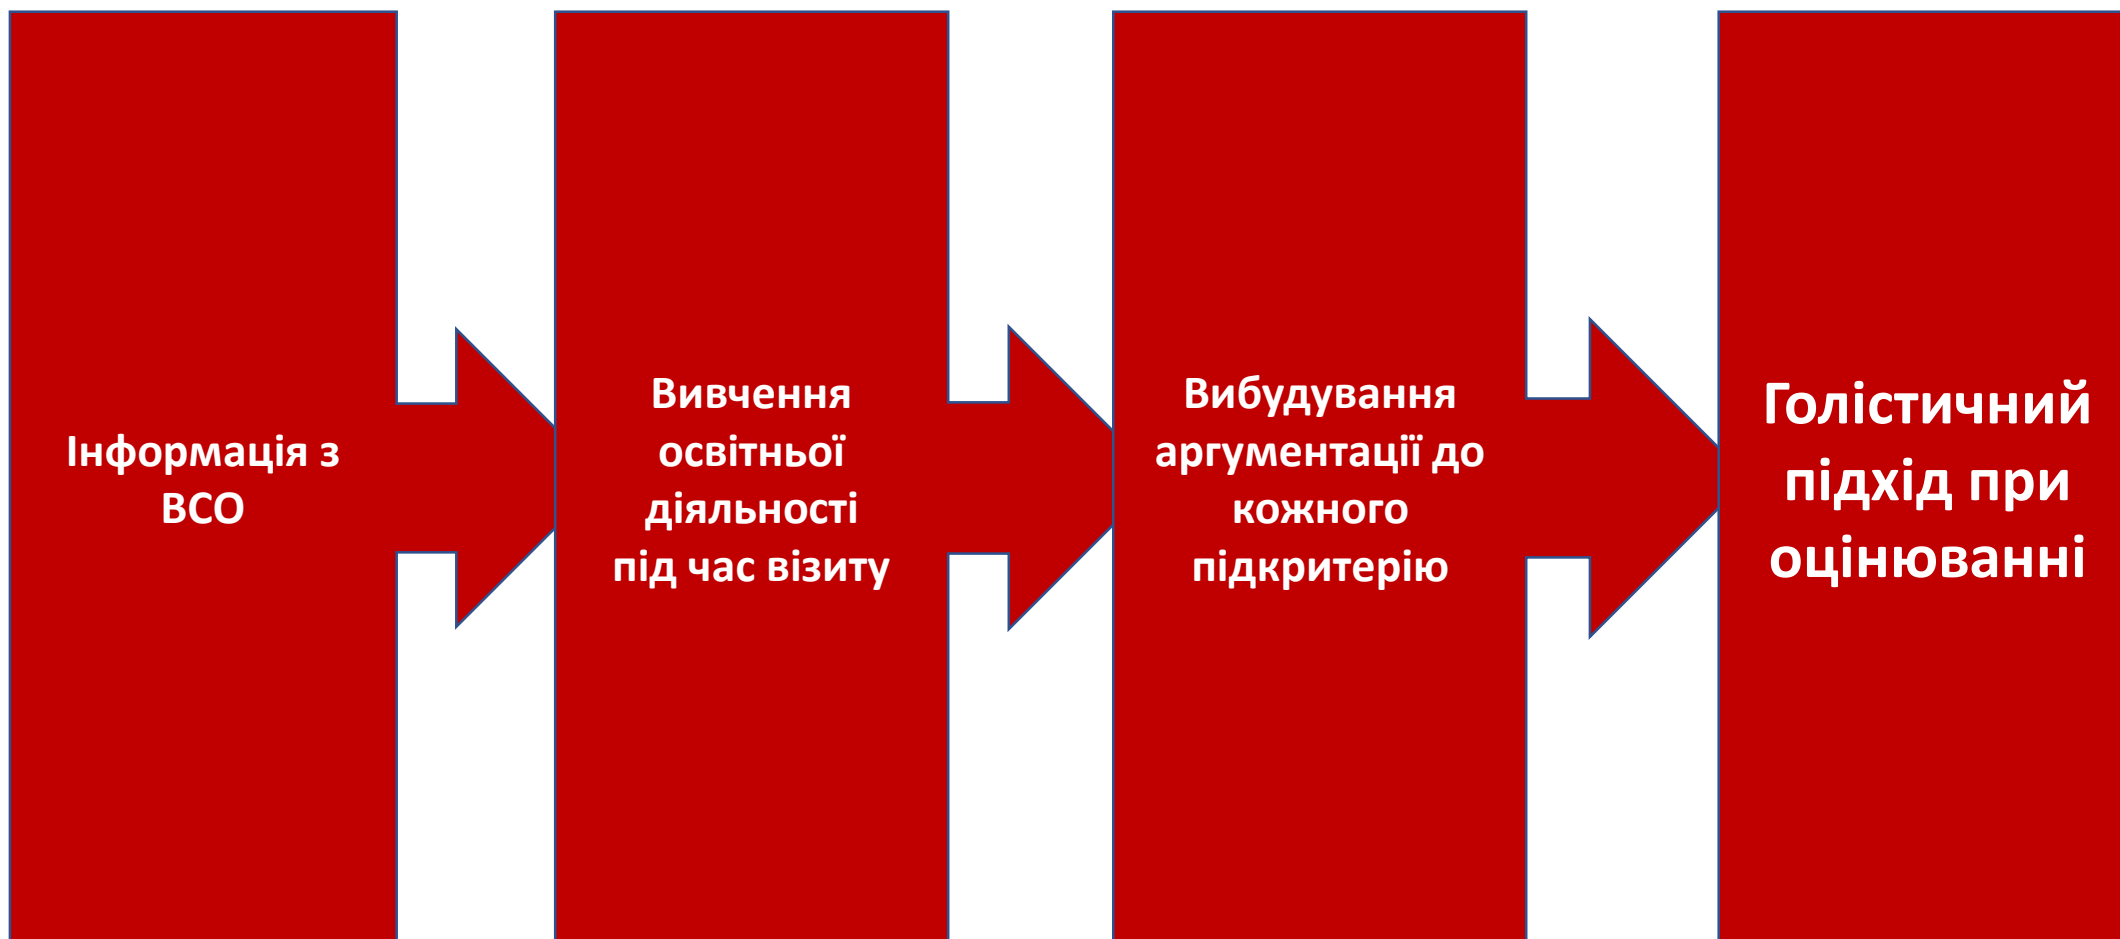 Інформація з
ВСО
Вивчення
освітньої
діяльності
під час візиту
Вибудування
аргументації до
кожного
підкритерію
Голістичний
підхід при
оцінюванні